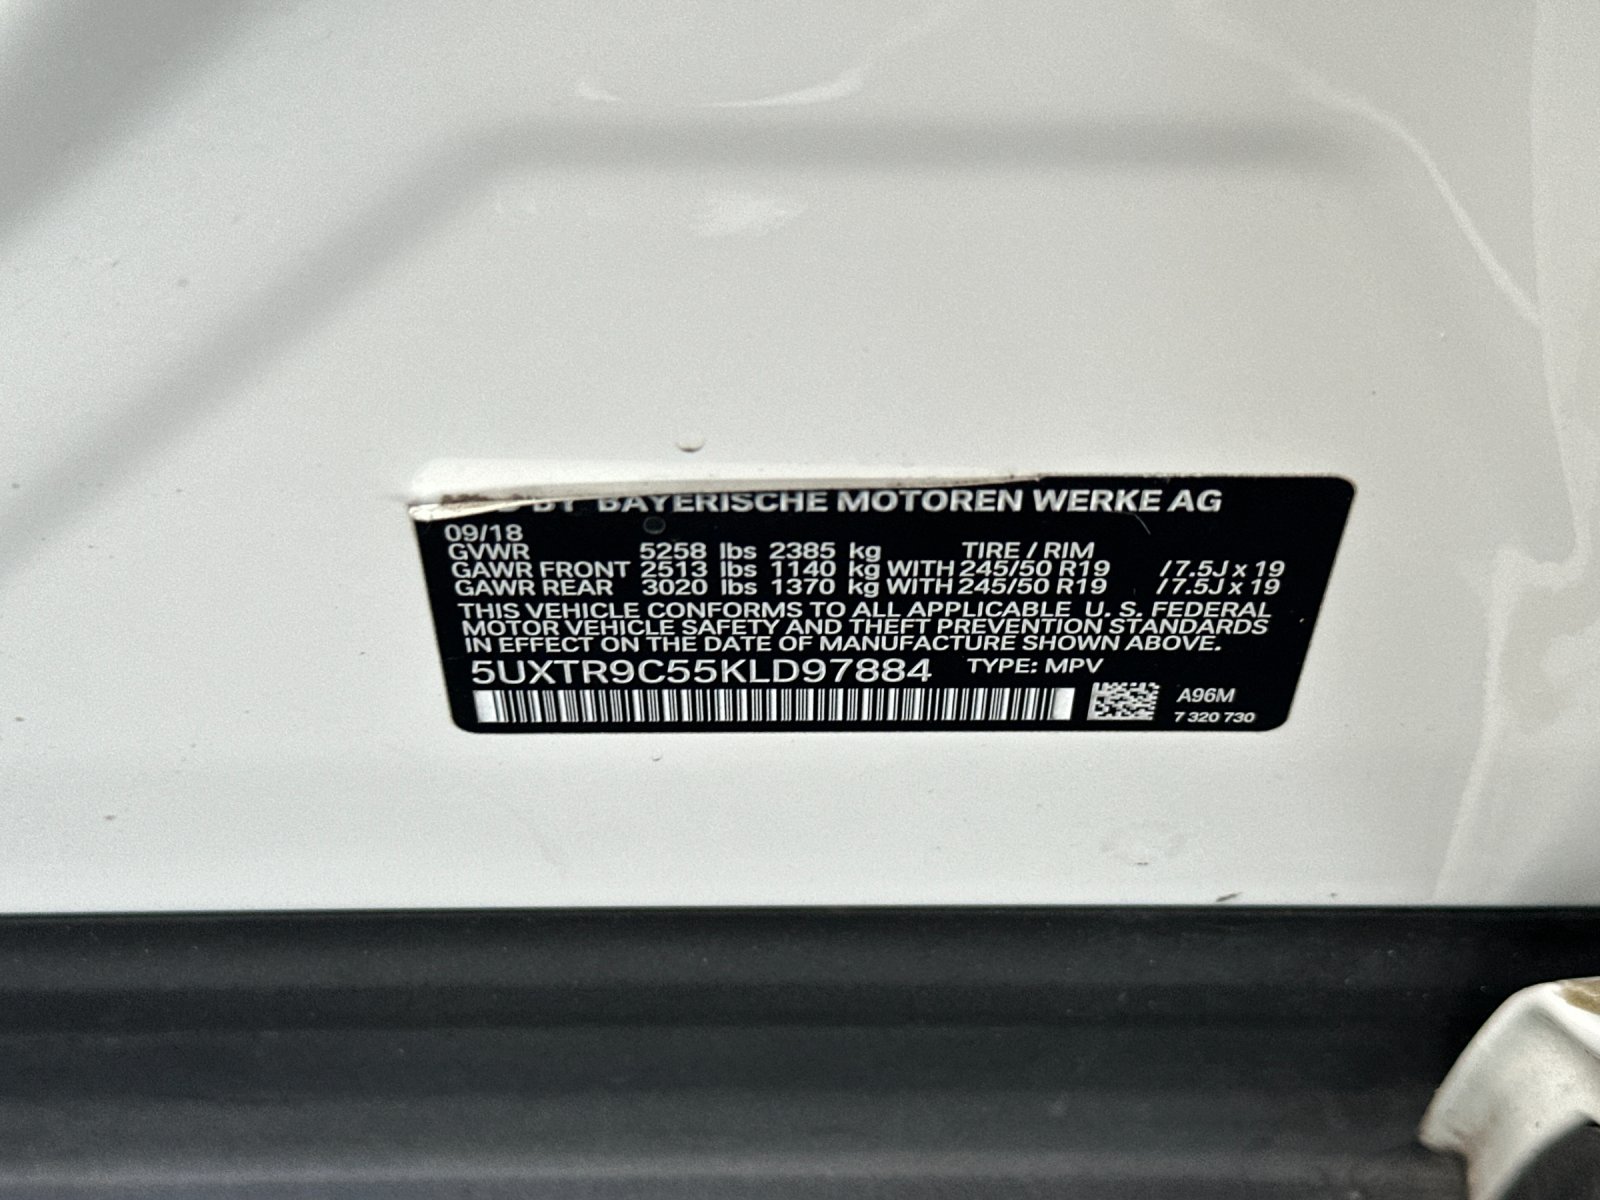 BY BAYERISCHE MOTOREN WERKE AG
09/18
GVWR 5258 lbs 2385 kg TIRE / RIM
GAWR FRONT 2513 lbs 1140 kg WITH 245/50 R19 / 7.5J x 19
GAWR REAR 3020 lbs 1370 kg WITH 245/50 R19 / 7.5J x 19
THIS VEHICLE CONFORMS TO ALL APPLICABLE U. S. FEDERAL
MOTOR VEHICLE SAFETY AND THEFT PREVENTION STANDARDS
IN EFFECT ON THE DATE OF MANUFACTURE SHOWN ABOVE.
5UXTR9C55KLD97884 TYPE: MPV
A96M
7 320 730